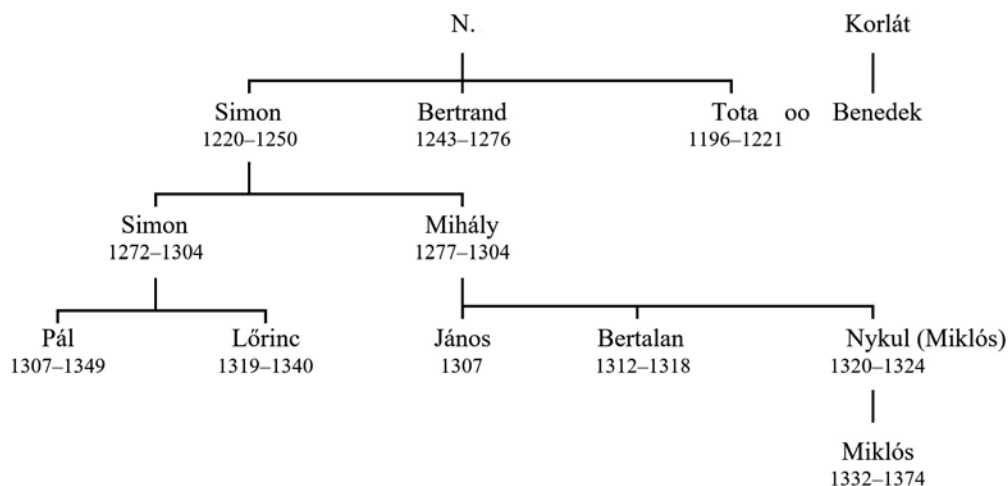 N. Korlát
Simon Bertrand Tota oo Benedek
1220–1250 1243–1276 1196–1221
Simon Mihály
1272–1304 1277–1304
Pál Lőrinc János Bertalan Nykul (Miklós)
1307–1349 1319–1340 1307 1312–1318 1320–1324
Miklós
1332–1374